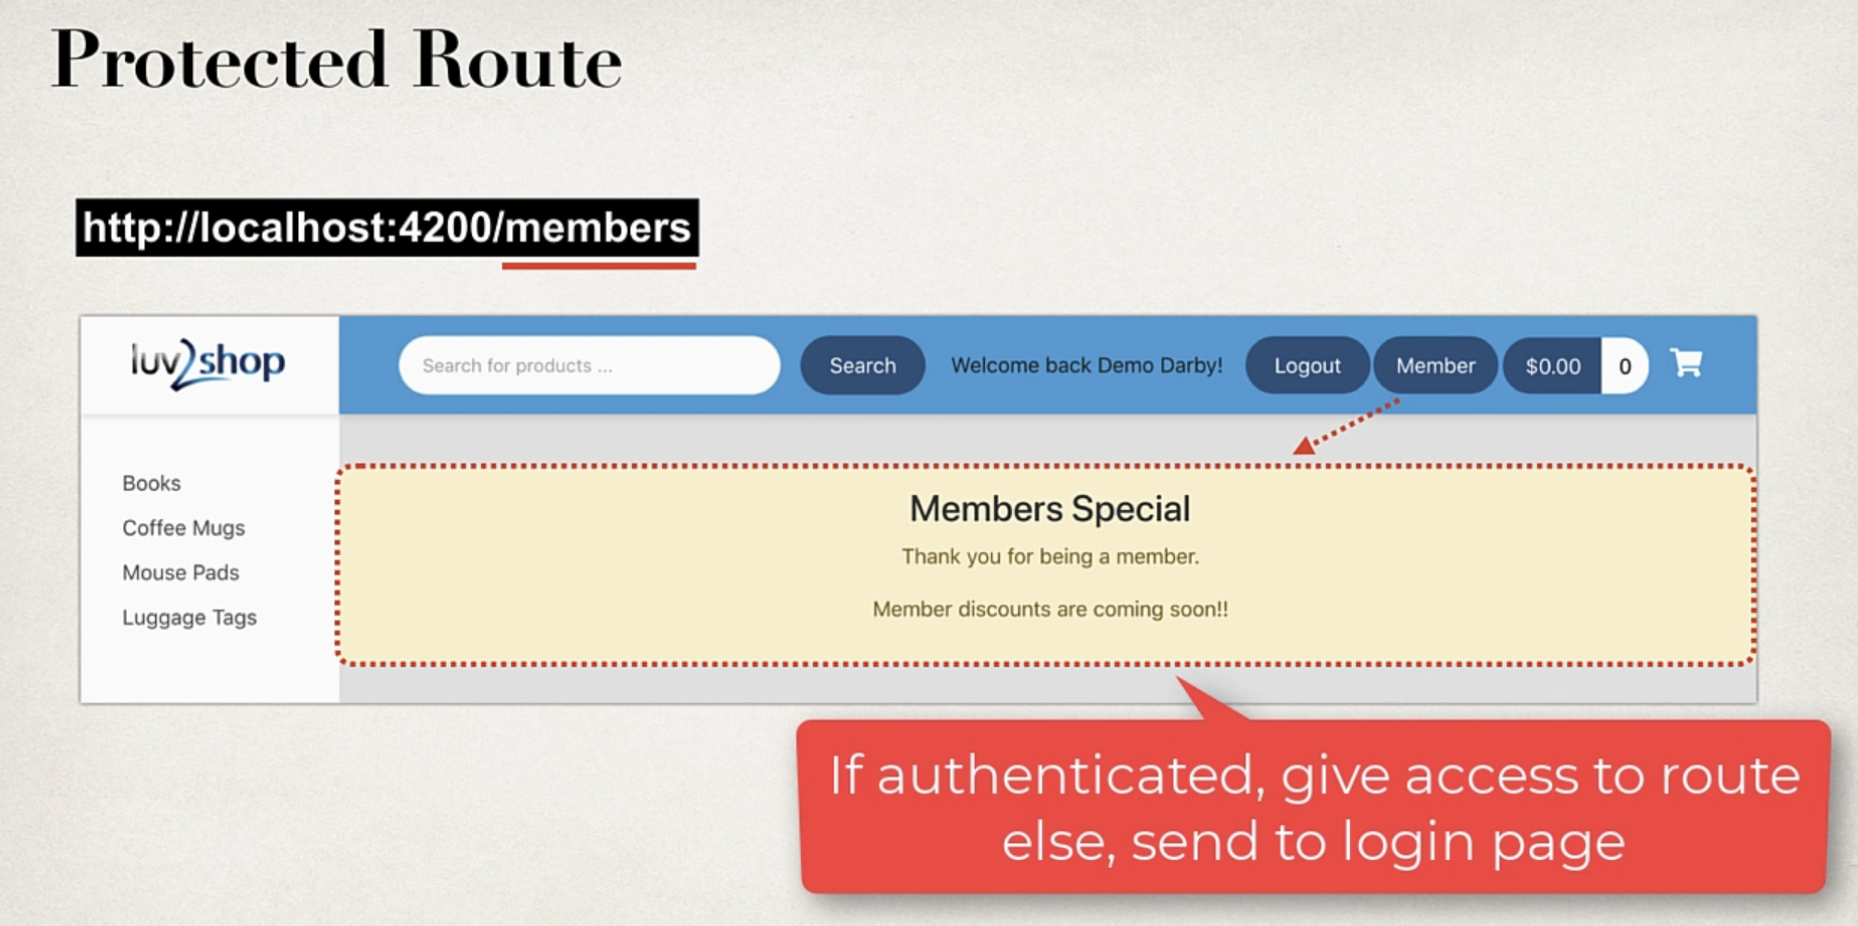 Protected Route
http://localhost:4200/members
luv2shop
Search for products ...
Search
Welcome back Demo Darby!
Logout
Member
$0.00
0
Books
Coffee Mugs
Mouse Pads
Luggage Tags
Members Special
Thank you for being a member.
Member discounts are coming soon!!
If authenticated, give access to route
else, send to login page